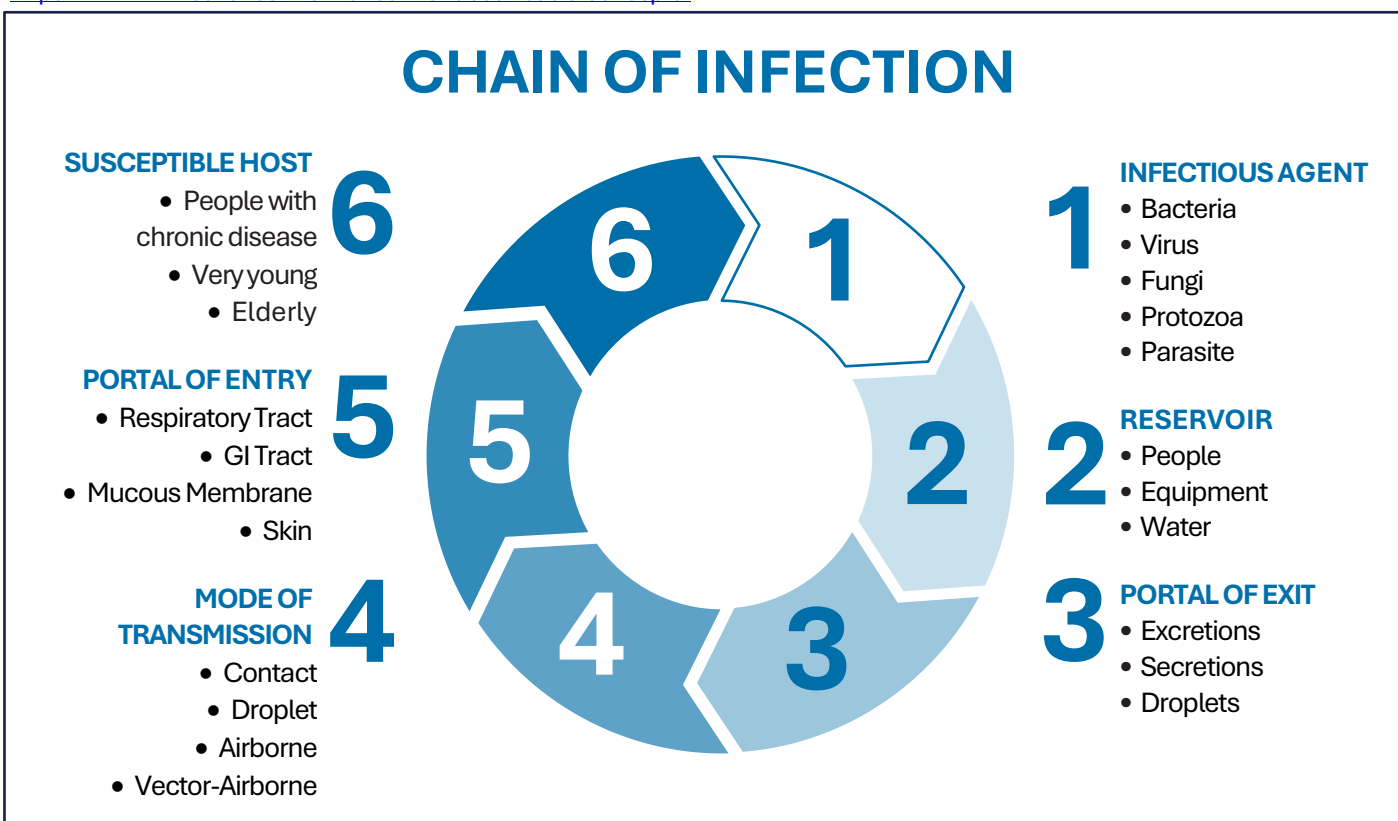 CHAIN OF INFECTION
1
INFECTIOUS AGENT
• Bacteria
• Virus
• Fungi
• Protozoa
• Parasite
2
RESERVOIR
• People
• Equipment
• Water
3
PORTAL OF EXIT
• Excretions
• Secretions
• Droplets
4
MODE OF
TRANSMISSION
• Contact
• Droplet
• Airborne
• Vector-Airborne
5
PORTAL OF ENTRY
• Respiratory Tract
• GI Tract
• Mucous Membrane
• Skin
6
SUSCEPTIBLE HOST
• People with
chronic disease
• Very young
• Elderly
1
2
3
4
5
6